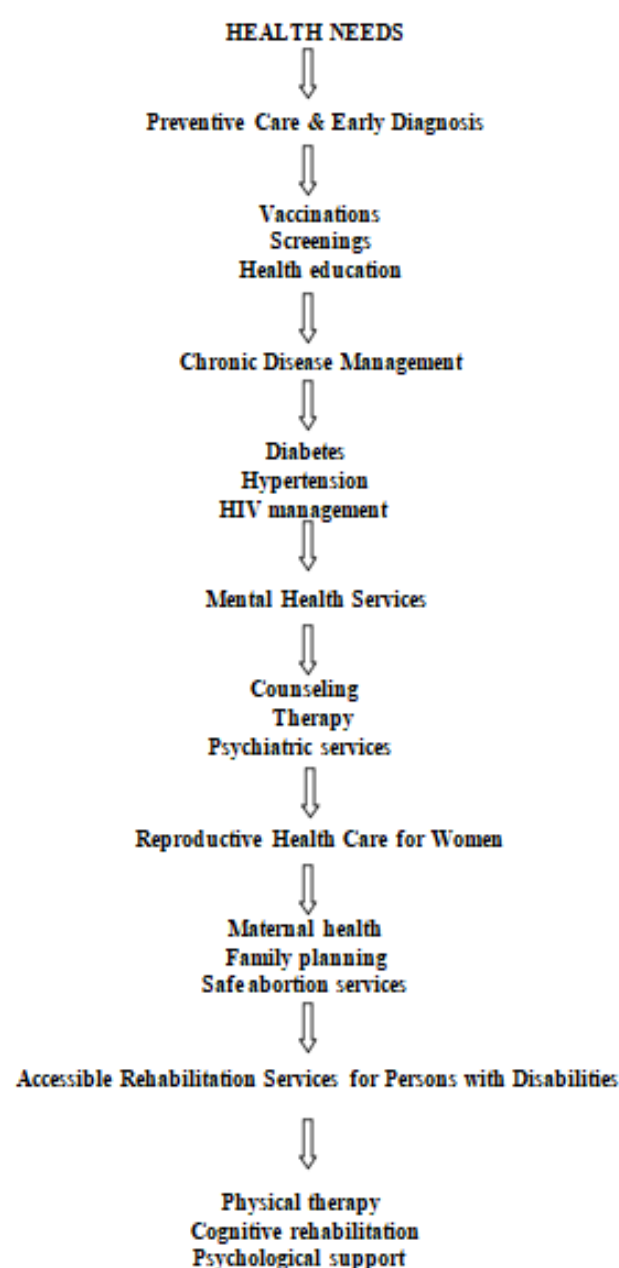 HEALTH NEEDS
Preventive Care & Early Diagnosis
Vaccinations
Screenings
Health education
Chronic Disease Management
Diabetes
Hypertension
HIV management
Mental Health Services
Counseling
Therapy
Psychiatric services
Reproductive Health Care for Women
Maternal health
Family planning
Safe abortion services
Accessible Rehabilitation Services for Persons with Disabilities
Physical therapy
Cognitive rehabilitation
Psychological support